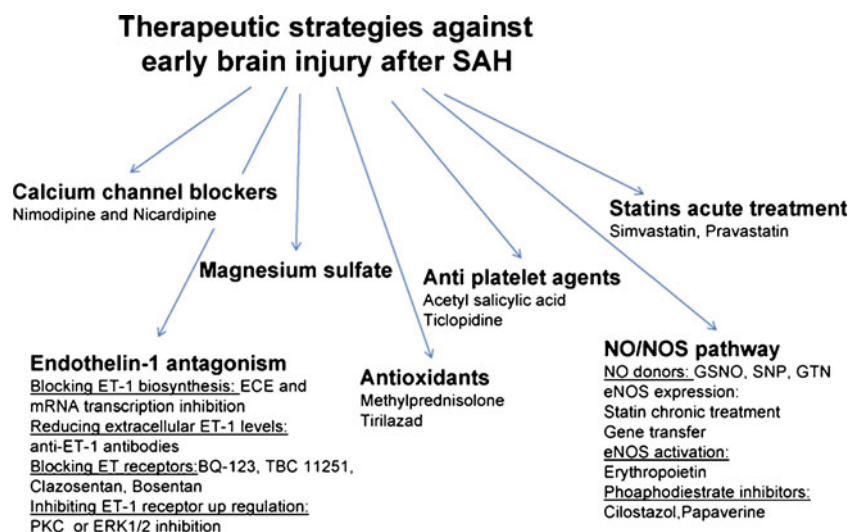 Therapeutic strategies against
early brain injury after SAH
Calcium channel blockers
Nimodipine and Nicardipine
Statins acute treatment
Simvastatin, Pravastatin
Magnesium sulfate
Anti platelet agents
Acetyl salicylic acid
Ticlopidine
Endothelin-1 antagonism
Blocking ET-1 biosynthesis: ECE and
mRNA transcription inhibition
Reducing extracellular ET-1 levels:
anti-ET-1 antibodies
Blocking ET receptors:BQ-123, TBC 11251,
Clazosentan, Bosentan
Inhibiting ET-1 receptor up regulation:
PKC or ERK1/2 inhibition
Antioxidants
Methylprednisolone
Tirilazad
NO/NOS pathway
NO donors: GSNO, SNP, GTN
eNOS expression:
Statin chronic treatment
Gene transfer
eNOS activation:
Erythropoietin
Phoaphodiestrate inhibitors:
Cilostazol,Papaverine